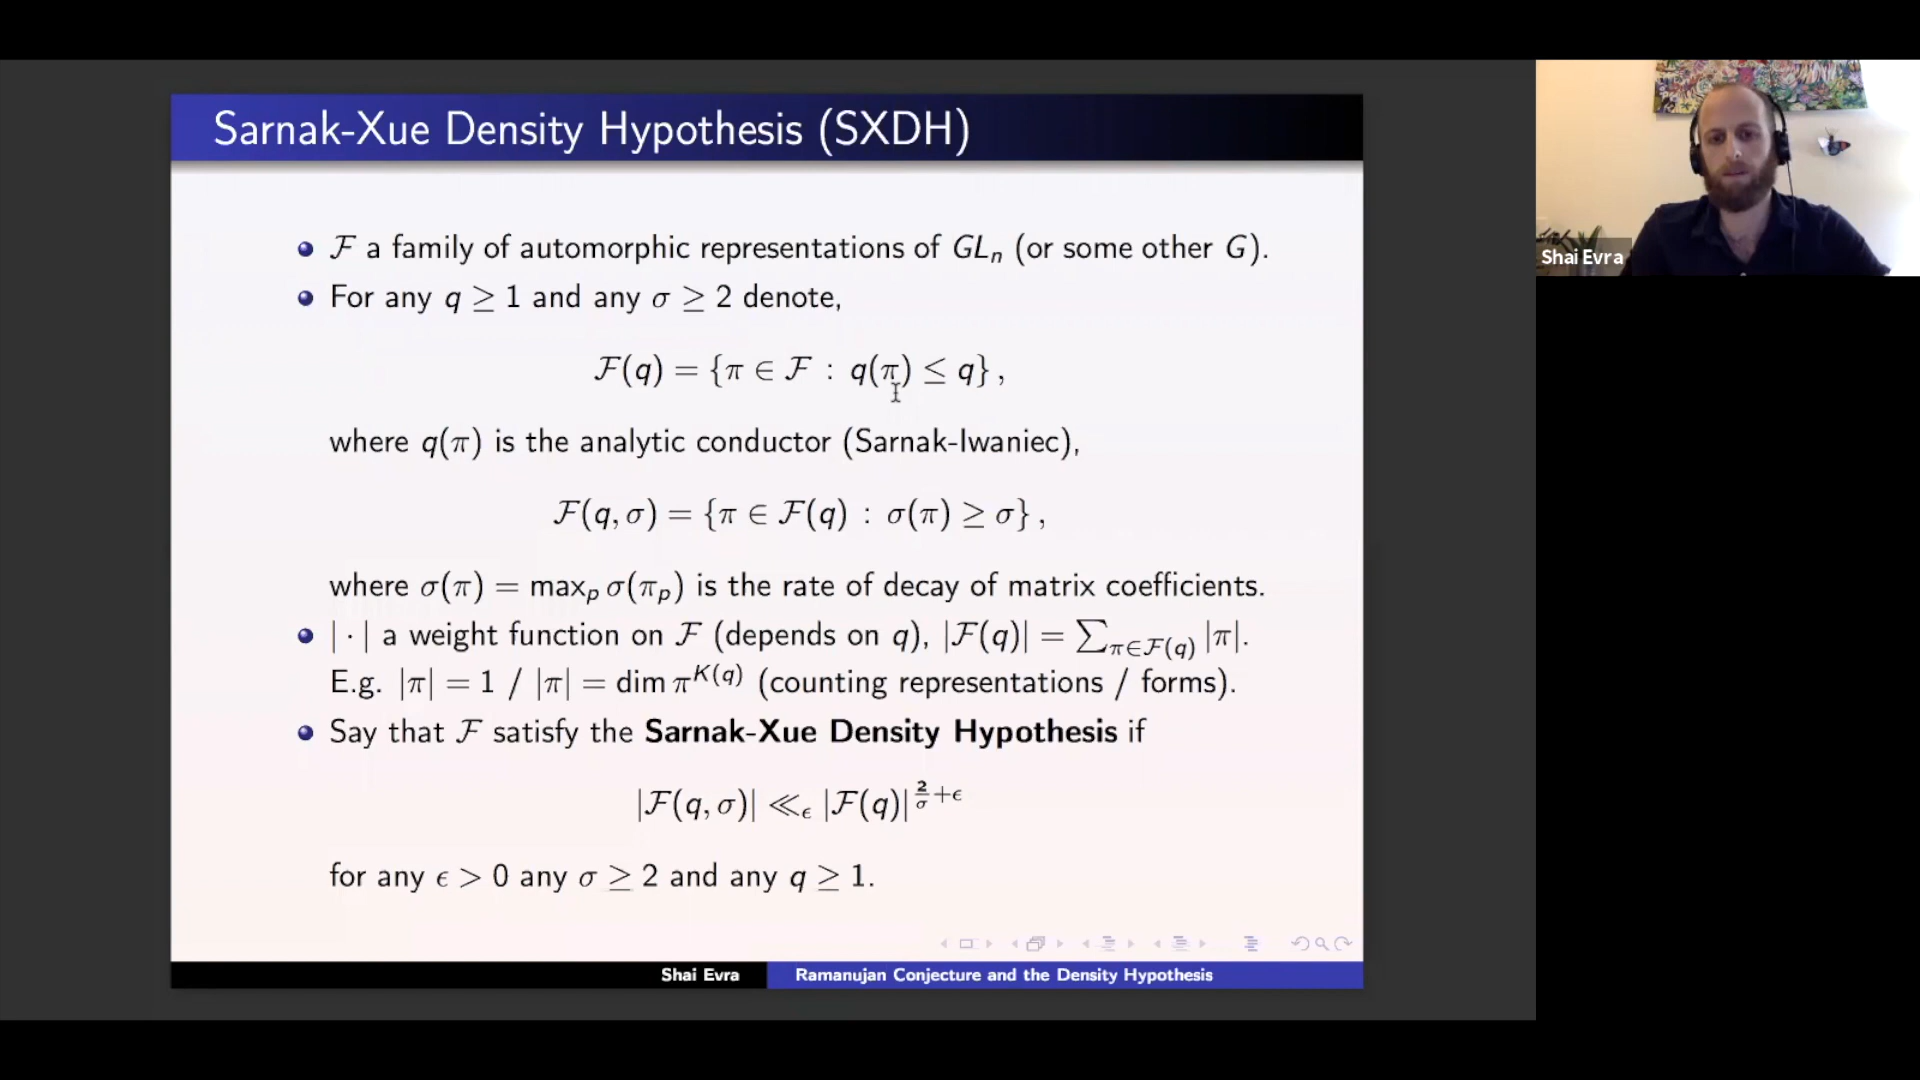 Sarnak-Xue Density Hypothesis (SXDH)
ℱ a family of automorphic representations of GLₙ (or some other G).
For any q ≥ 1 and any σ ≥ 2 denote,
ℱ(q) = {π ∈ ℱ : q(π) ≤ q},
where q(π) is the analytic conductor (Sarnak-Iwaniec),
ℱ(q, σ) = {π ∈ ℱ(q) : σ(π) ≥ σ},
where σ(π) = maxₚ σ(πₚ) is the rate of decay of matrix coefficients.
| · | a weight function on ℱ (depends on q), |ℱ(q)| = ∑_{π∈ℱ(q)} |π|.
E.g. |π| = 1 / |π| = dim π^{K(q)} (counting representations / forms).
Say that ℱ satisfy the Sarnak-Xue Density Hypothesis if
|ℱ(q, σ)| ≪_ϵ |ℱ(q)|^{2/σ + ϵ}
for any ϵ > 0 any σ ≥ 2 and any q ≥ 1.
Shai Evra
Ramanujan Conjecture and the Density Hypothesis
Shai Evra